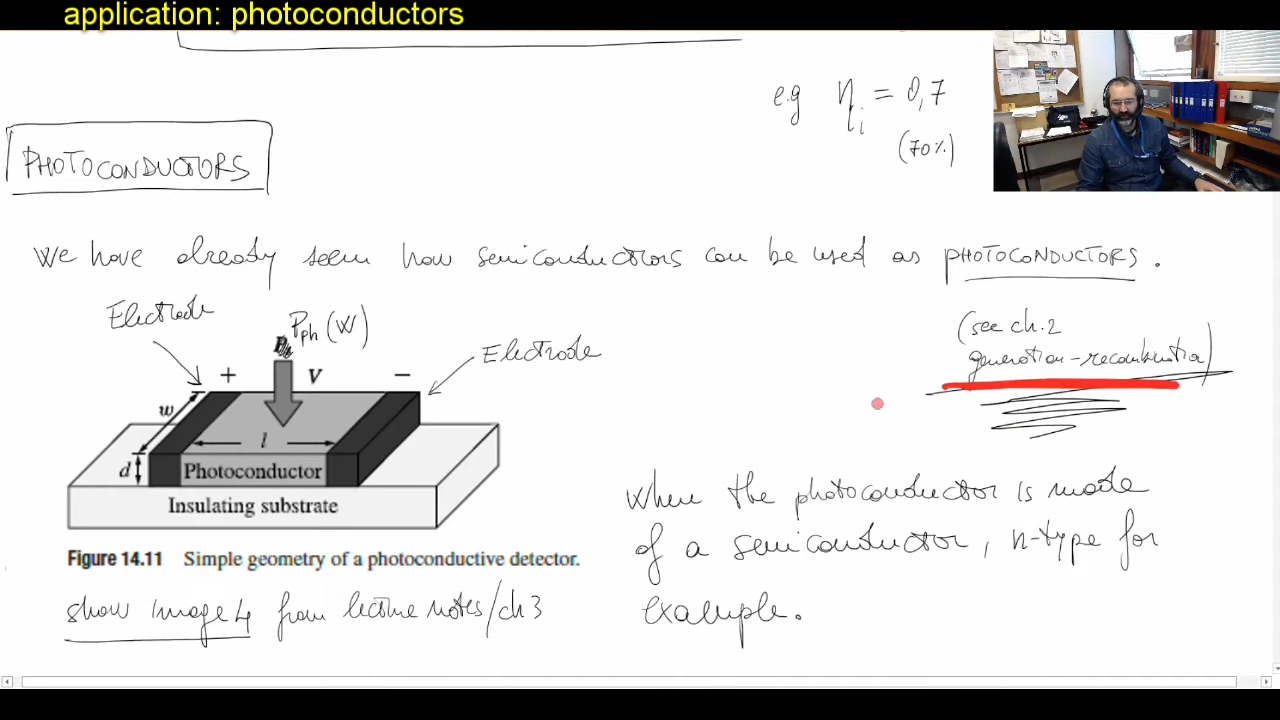 application: photoconductors
e.g η_i = 0,7
(70%)
PHOTOCONDUCTORS
We have already seem how semiconductors can be used as PHOTOCONDUCTORS.
Electrode
P_ph (W)
Electrode
(see ch.2
generation-recombination)
+ V −
w
l
d
Photoconductor
Insulating substrate
Figure 14.11 Simple geometry of a photoconductive detector.
show image 4 from lecture notes/ch3
When the photoconductor is made
of a semiconductor, n-type for
example.